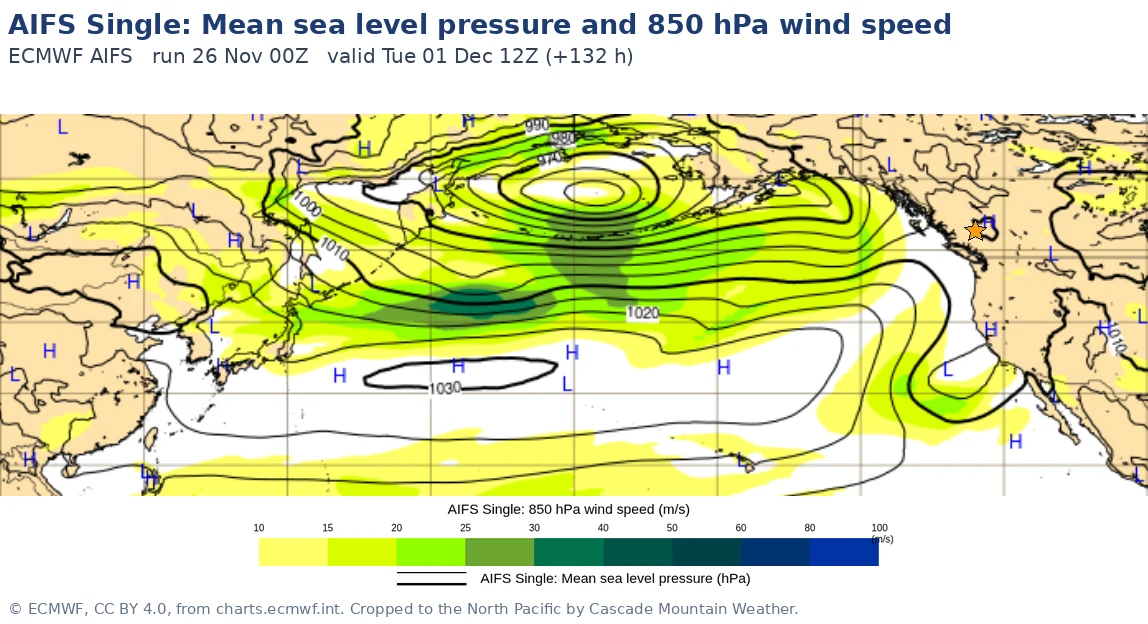 AIFS Single: Mean sea level pressure and 850 hPa wind speed
ECMWF AIFS run 26 Nov 00Z valid Tue 01 Dec 12Z (+132 h)
L H H H
990
H 980
L 970 L H
L L
1000
L
H H
L 1010 L
H L
1020 L
L H H
1010
H H H L
H H H L
L 1030 L
L
H
H L
L H L
AIFS Single: 850 hPa wind speed (m/s)
10 15 20 25 30 40 50 60 80 100
(m/s)
AIFS Single: Mean sea level pressure (hPa)
© ECMWF, CC BY 4.0, from charts.ecmwf.int. Cropped to the North Pacific by Cascade Mountain Weather.